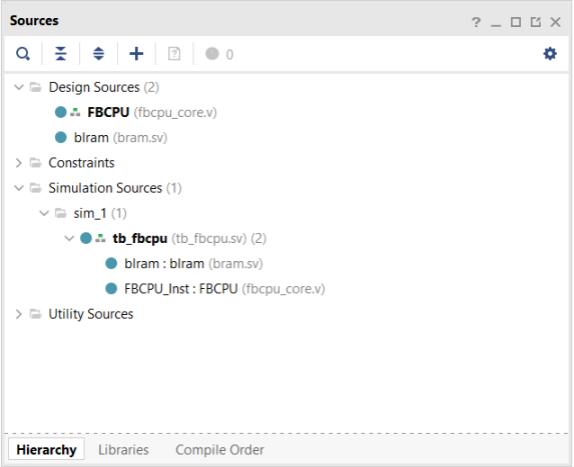 Sources
0
Design Sources (2)
FBCPU (fbcpu_core.v)
blram (bram.sv)
Constraints
Simulation Sources (1)
sim_1 (1)
tb_fbcpu (tb_fbcpu.sv) (2)
blram : blram (bram.sv)
FBCPU_Inst : FBCPU (fbcpu_core.v)
Utility Sources
Hierarchy Libraries Compile Order